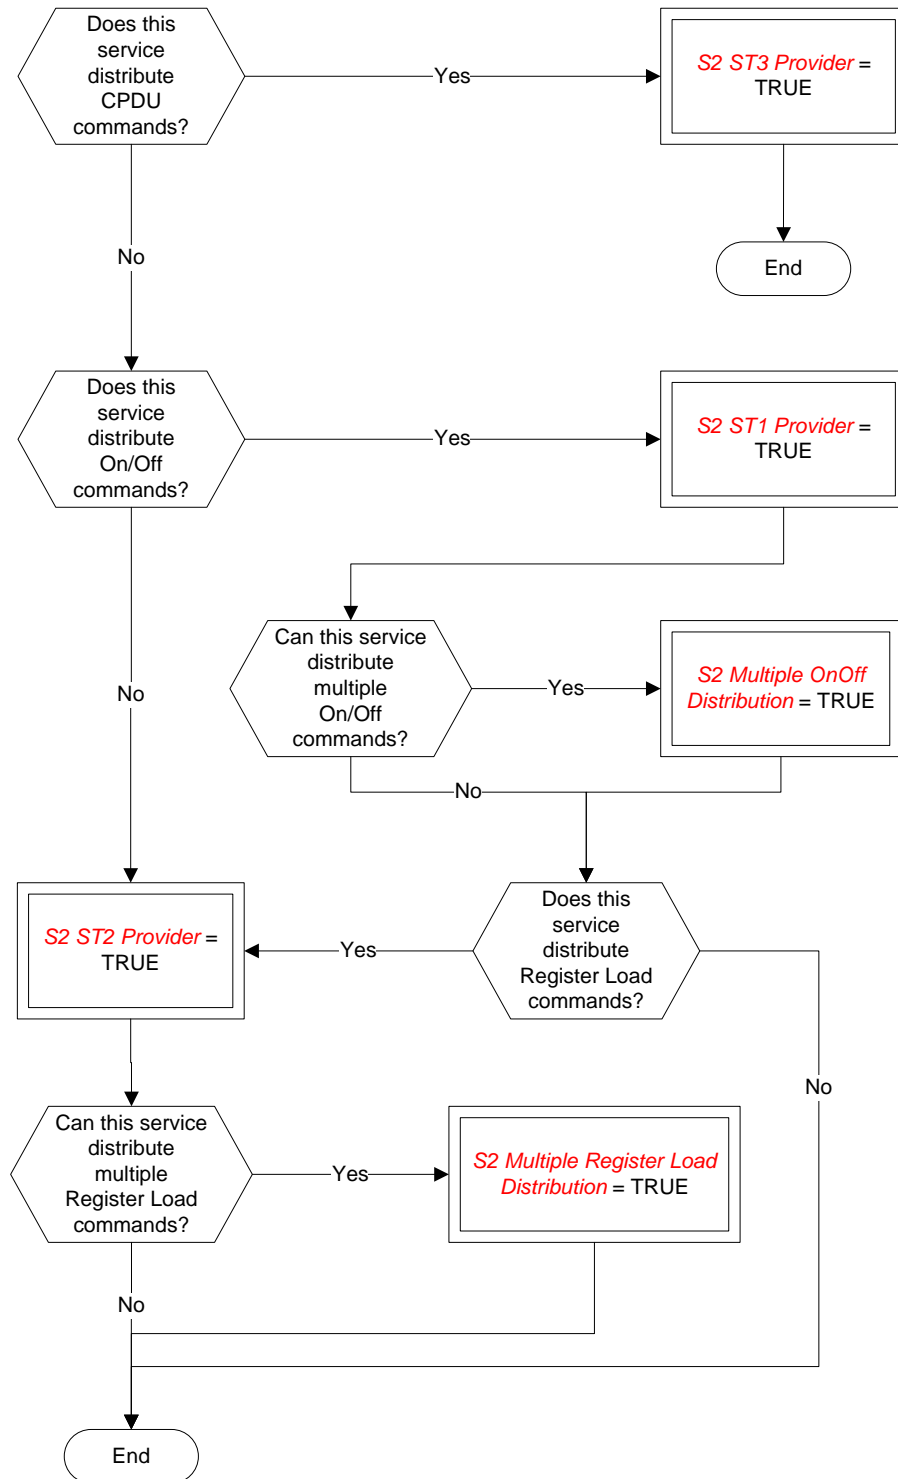 Does this
service
distribute
CPDU
commands?
Yes
S2 ST3 Provider =
TRUE
No
End
Does this
service
distribute
On/Off
commands?
Yes
S2 ST1 Provider =
TRUE
No
Can this service
distribute
multiple
On/Off
commands?
Yes
S2 Multiple OnOff
Distribution = TRUE
No
S2 ST2 Provider =
TRUE
Yes
Does this
service
distribute
Register Load
commands?
No
Can this service
distribute
multiple
Register Load
commands?
Yes
S2 Multiple Register Load
Distribution = TRUE
No
End